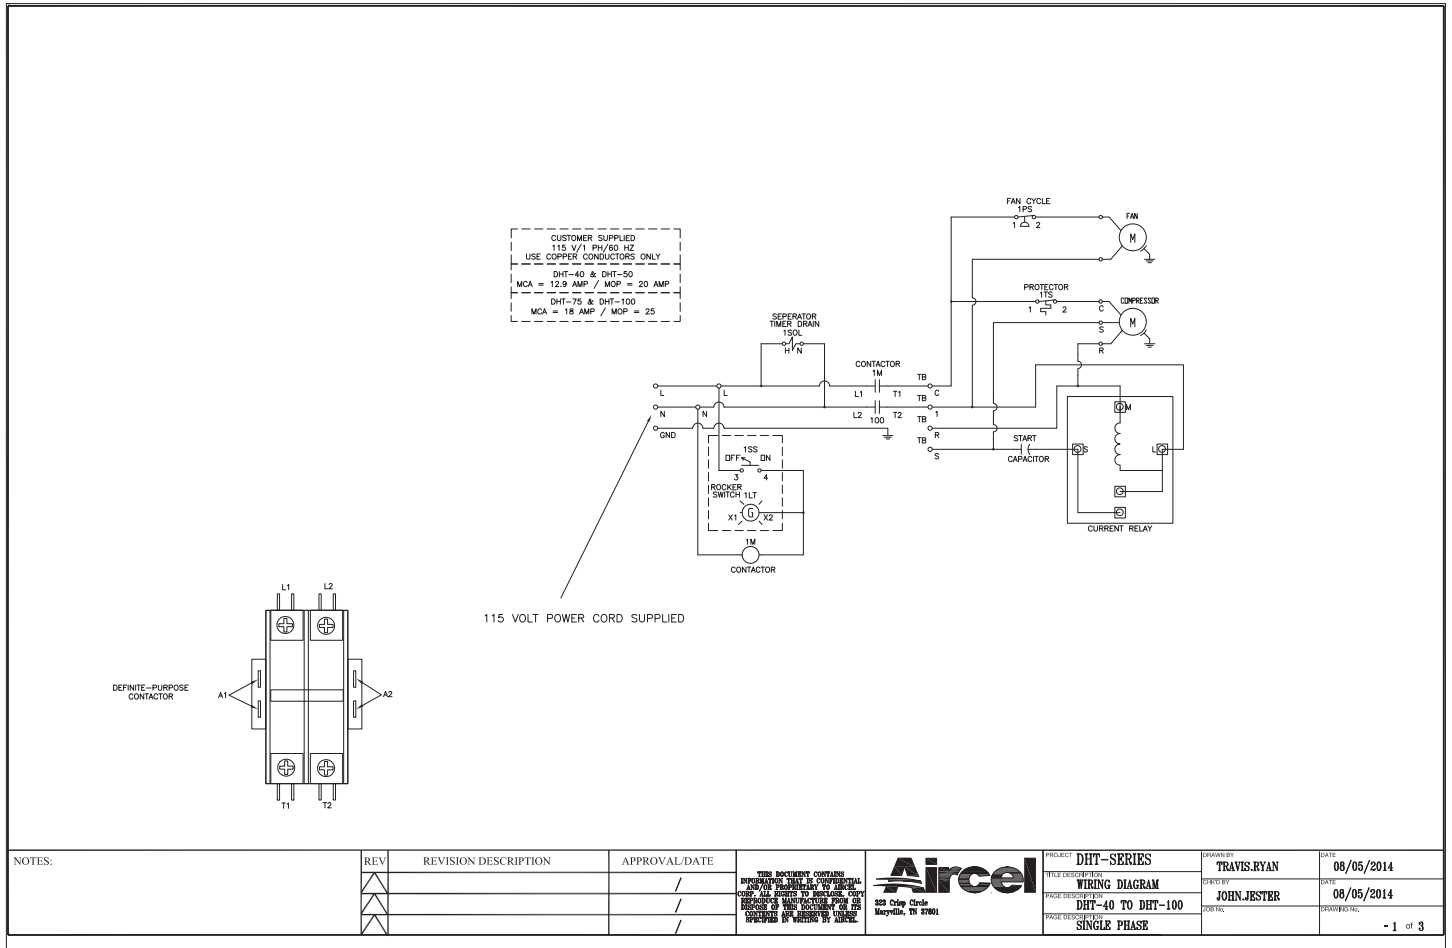 FAN CYCLE
1PS
1 2
FAN
M
CUSTOMER SUPPLIED
115 V/1 PH/60 HZ
USE COPPER CONDUCTORS ONLY
DHT-40 & DHT-50
MCA = 12.9 AMP / MOP = 20 AMP
DHT-75 & DHT-100
MCA = 18 AMP / MOP = 25
PROTECTOR
1TS
1 2
COMPRESSOR
C
S
R
M
SEPERATOR
TIMER DRAIN
1SOL
H N
CONTACTOR
1M
L1 T1
L2 T2
100
TB
C
TB
1
TB
R
TB
S
L
L
N
N
GND
START
CAPACITOR
M
S
L
CURRENT RELAY
1SS
OFF ON
3 4
ROCKER
SWITCH 1LT
X1 G X2
1M
CONTACTOR
115 VOLT POWER CORD SUPPLIED
L1 L2
DEFINITE-PURPOSE
CONTACTOR
A1 A2
T1 T2
NOTES:
REV REVISION DESCRIPTION APPROVAL/DATE
/
/
/
THIS DOCUMENT CONTAINS
INFORMATION THAT IS CONFIDENTIAL
AND/OR PROPRIETARY TO AIRCEL
CORP. ALL RIGHTS TO DISCLOSE, COPY
REPRODUCE MANUFACTURE FROM OR
DISPOSE OF THIS DOCUMENT OR ITS
CONTENTS ARE RESERVED UNLESS
SPECIFIED IN WRITING BY AIRCEL.
Aircel
323 Crisp Circle
Maryville, TN 37801
PROJECT DHT-SERIES
TITLE DESCRIPTION
WIRING DIAGRAM
PAGE DESCRIPTION
DHT-40 TO DHT-100
PAGE DESCRIPTION
SINGLE PHASE
DRAWN BY
TRAVIS.RYAN
CHK'D BY
JOHN.JESTER
JOB No.
DATE
08/05/2014
DATE
08/05/2014
DRAWING No.
- 1 of 3